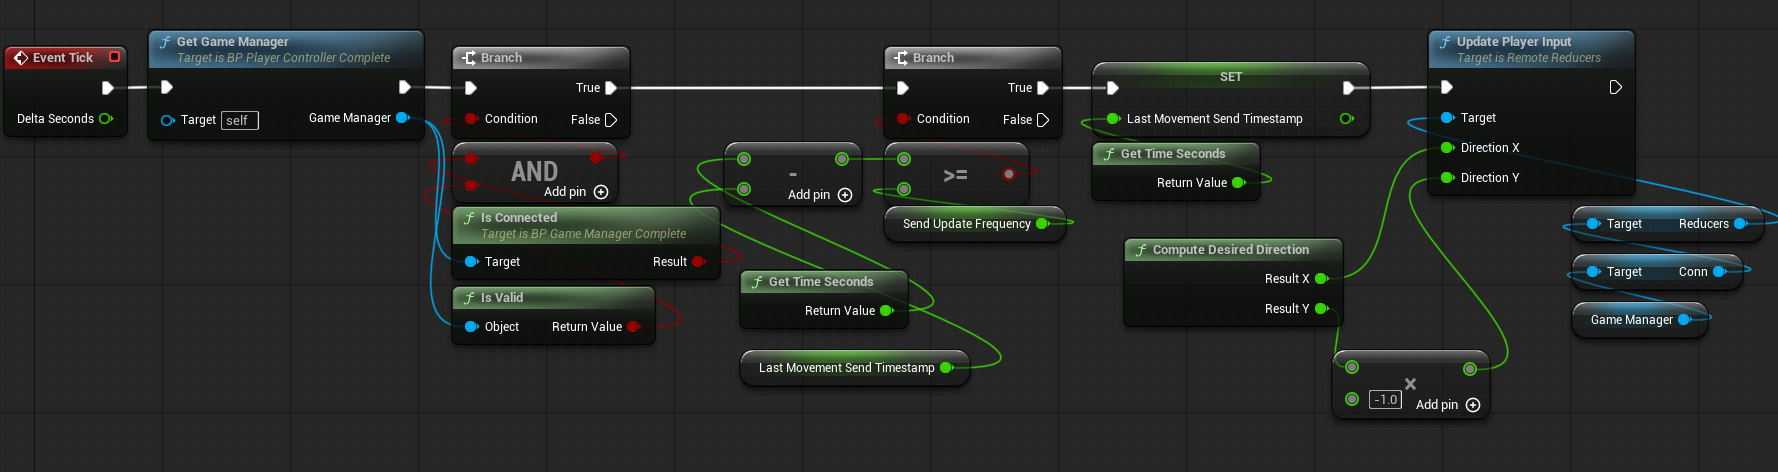 Event Tick
Delta Seconds
Get Game Manager
Target is BP Player Controller Complete
Target self
Game Manager
Branch
True
Condition
False
AND
Add pin
Is Connected
Target is BP Game Manager Complete
Target
Result
Is Valid
Object
Return Value
-
Add pin
Get Time Seconds
Return Value
Last Movement Send Timestamp
Branch
True
Condition
False
>=
Send Update Frequency
SET
Last Movement Send Timestamp
Get Time Seconds
Return Value
Compute Desired Direction
Result X
Result Y
×
-1.0
Add pin
Update Player Input
Target is Remote Reducers
Target
Direction X
Direction Y
Target Reducers
Target Conn
Game Manager